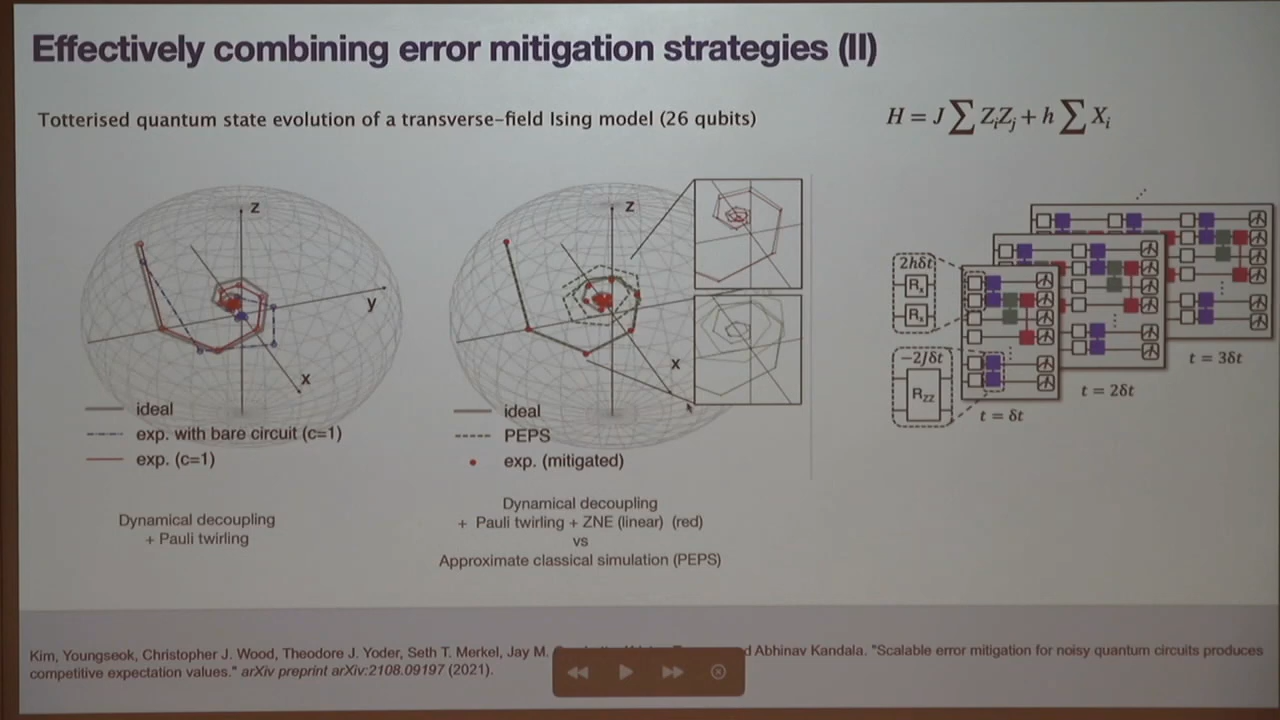 Effectively combining error mitigation strategies (II)
Totterised quantum state evolution of a transverse-field Ising model (26 qubits)
H = J ∑ ZᵢZⱼ + h ∑ Xᵢ
z
y
x
ideal
exp. with bare circuit (c=1)
exp. (c=1)
Dynamical decoupling
+ Pauli twirling
z
x
ideal
PEPS
exp. (mitigated)
Dynamical decoupling
+ Pauli twirling + ZNE (linear) (red)
vs
Approximate classical simulation (PEPS)
2hδt
Rₓ
Rₓ
−2Jδt
R_ZZ
t = δt
t = 2δt
t = 3δt
Kim, Youngseok, Christopher J. Wood, Theodore J. Yoder, Seth T. Merkel, Jay M. d Abhinav Kandala. "Scalable error mitigation for noisy quantum circuits produces
competitive expectation values." arXiv preprint arXiv:2108.09197 (2021).